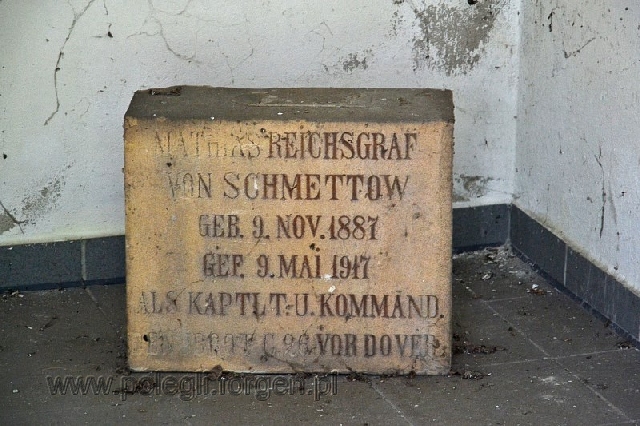 MATHIAS REICHSGRAF
VON SCHMETTOW
GEB. 9. NOV. 1887
GEF. 9. MAI 1917
ALS KAPTLT.-U. KOMMAND.
VOR DOVER
www.polegli.forgen.pl